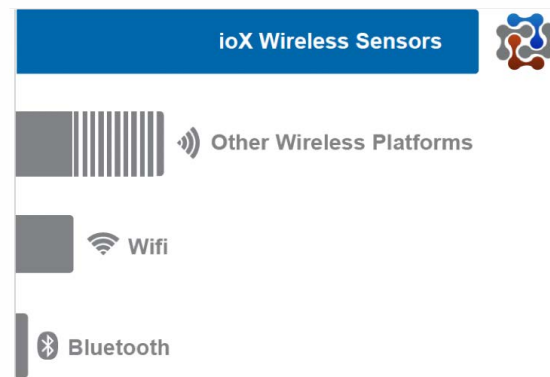 ioX Wireless Sensors
Other Wireless Platforms
Wifi
Bluetooth